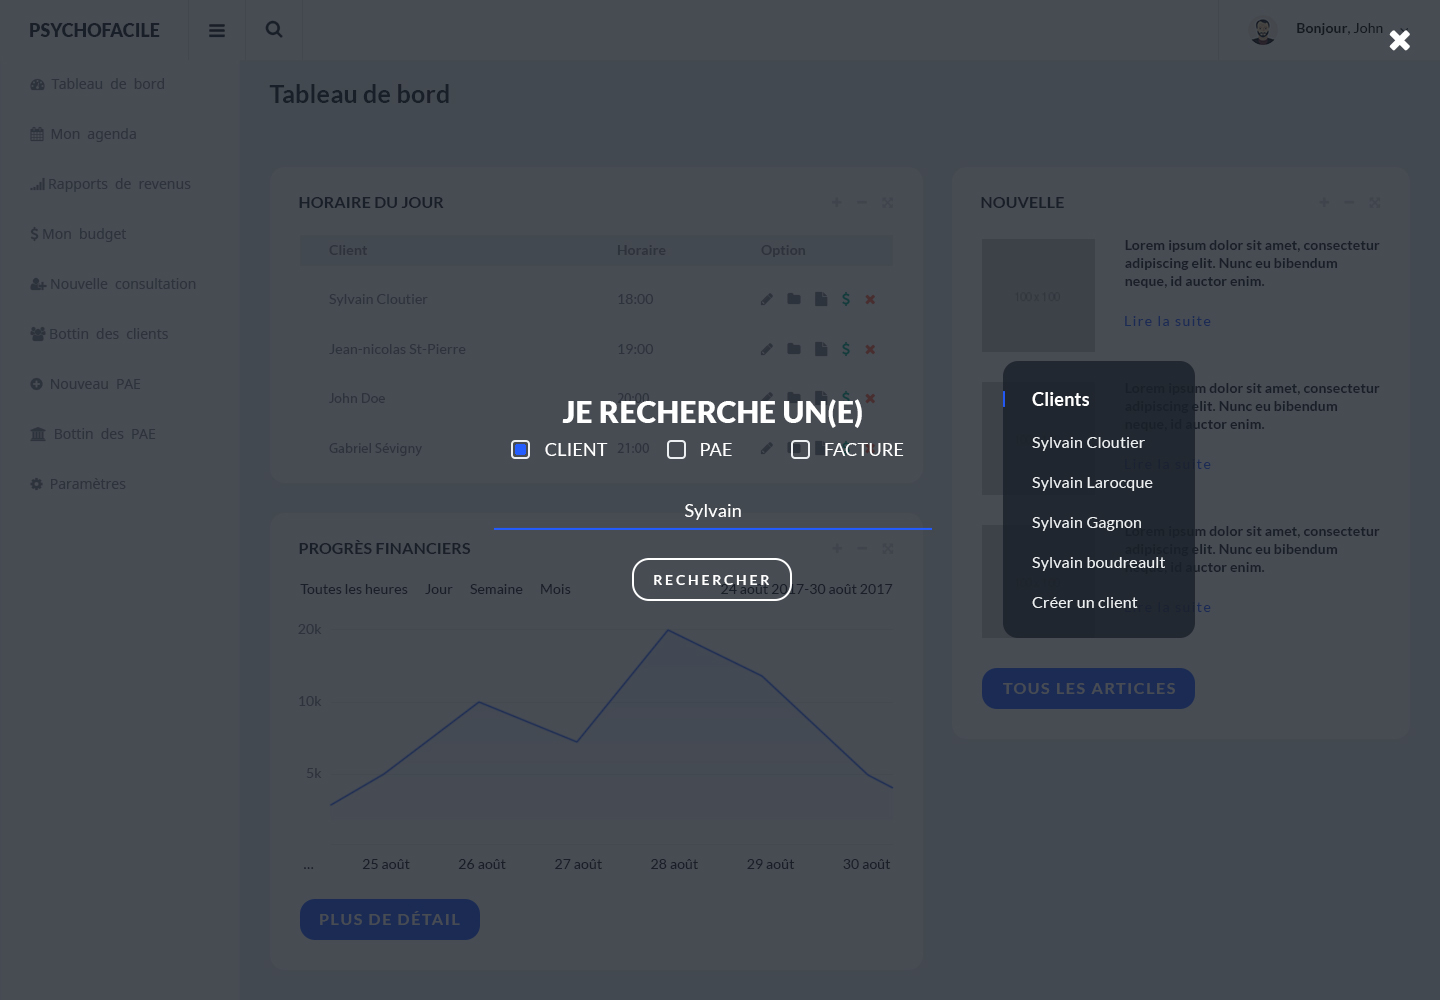 PSYCHOFACILE
Bonjour, John
Tableau de bord
Mon agenda
Rapports de revenus
Mon budget
Nouvelle consultation
Bottin des clients
Nouveau PAE
Bottin des PAE
Paramètres
Tableau de bord
HORAIRE DU JOUR
Client Horaire Option
Sylvain Cloutier 18:00
Jean-nicolas St-Pierre 19:00
John Doe 20:00
Gabriel Sévigny 21:00
JE RECHERCHE UN(E)
CLIENT PAE FACTURE
Sylvain
RECHERCHER
PROGRÈS FINANCIERS
Toutes les heures Jour Semaine Mois 24 août 2017-30 août 2017
20k
10k
5k
... 25 août 26 août 27 août 28 août 29 août 30 août
PLUS DE DÉTAIL
NOUVELLE
100 x 100
Lorem ipsum dolor sit amet, consectetur
adipiscing elit. Nunc eu bibendum
neque, id auctor enim.
Lire la suite
Lorem ipsum dolor sit amet, consectetur
adipiscing elit. Nunc eu bibendum
neque, id auctor enim.
Lire la suite
Lorem ipsum dolor sit amet, consectetur
adipiscing elit. Nunc eu bibendum
neque, id auctor enim.
Lire la suite
Clients
Sylvain Cloutier
Sylvain Larocque
Sylvain Gagnon
Sylvain boudreault
Créer un client
TOUS LES ARTICLES